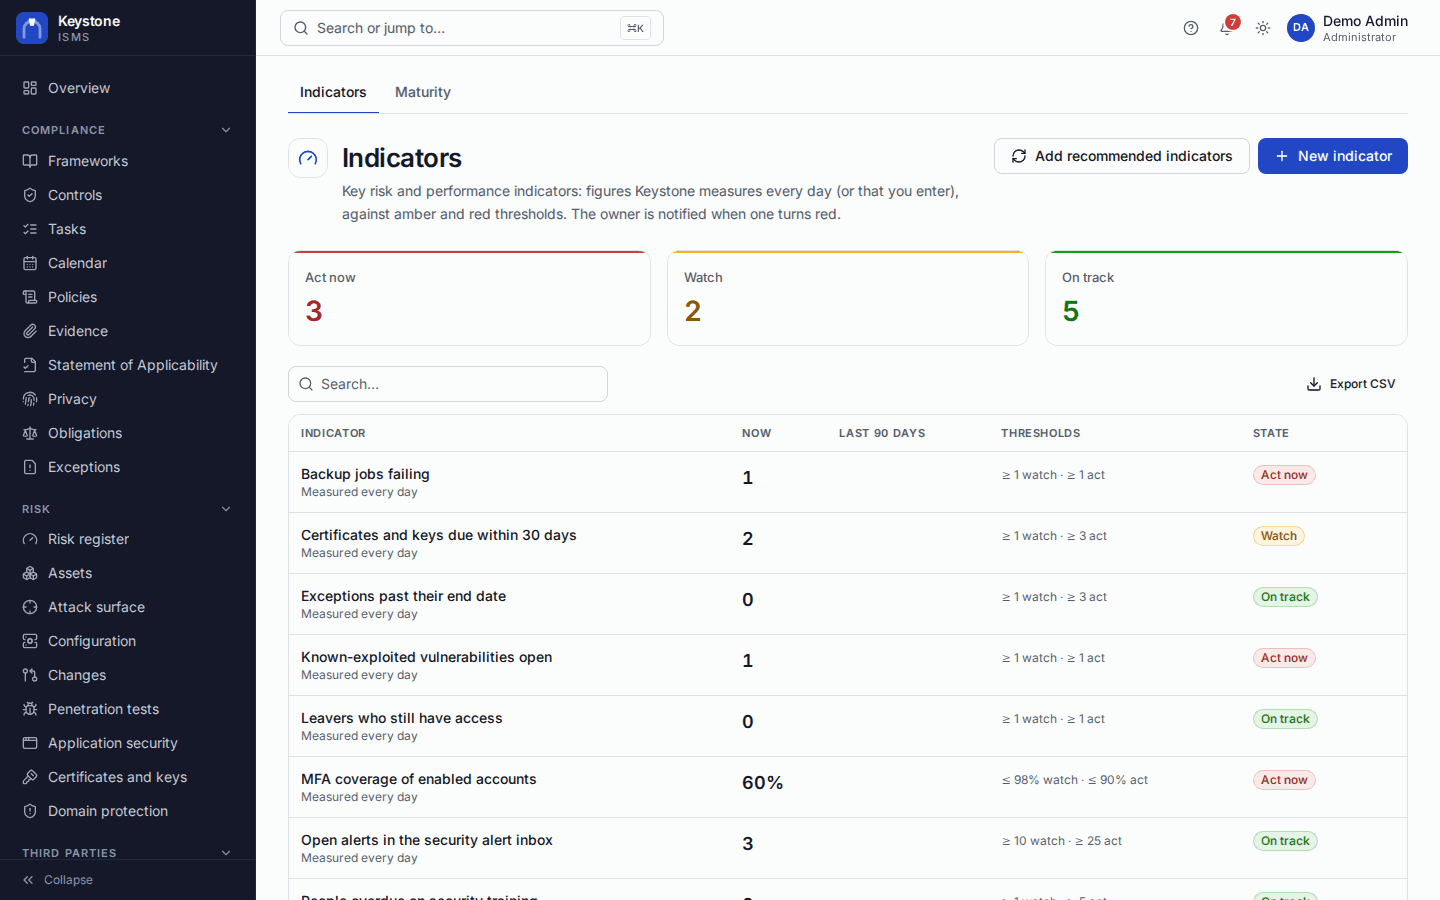 Keystone
ISMS
Search or jump to...
⌘K
7
DA
Demo Admin
Administrator
Overview
COMPLIANCE
Frameworks
Controls
Tasks
Calendar
Policies
Evidence
Statement of Applicability
Privacy
Obligations
Exceptions
RISK
Risk register
Assets
Attack surface
Configuration
Changes
Penetration tests
Application security
Certificates and keys
Domain protection
THIRD PARTIES
Collapse
Indicators
Maturity
Indicators
Add recommended indicators
New indicator
Key risk and performance indicators: figures Keystone measures every day (or that you enter),
against amber and red thresholds. The owner is notified when one turns red.
Act now
3
Watch
2
On track
5
Search...
Export CSV
INDICATOR NOW LAST 90 DAYS THRESHOLDS STATE
Backup jobs failing 1 ≥ 1 watch · ≥ 1 act Act now
Measured every day
Certificates and keys due within 30 days 2 ≥ 1 watch · ≥ 3 act Watch
Measured every day
Exceptions past their end date 0 ≥ 1 watch · ≥ 3 act On track
Measured every day
Known-exploited vulnerabilities open 1 ≥ 1 watch · ≥ 1 act Act now
Measured every day
Leavers who still have access 0 ≥ 1 watch · ≥ 1 act On track
Measured every day
MFA coverage of enabled accounts 60% ≤ 98% watch · ≤ 90% act Act now
Measured every day
Open alerts in the security alert inbox 3 ≥ 10 watch · ≥ 25 act On track
Measured every day